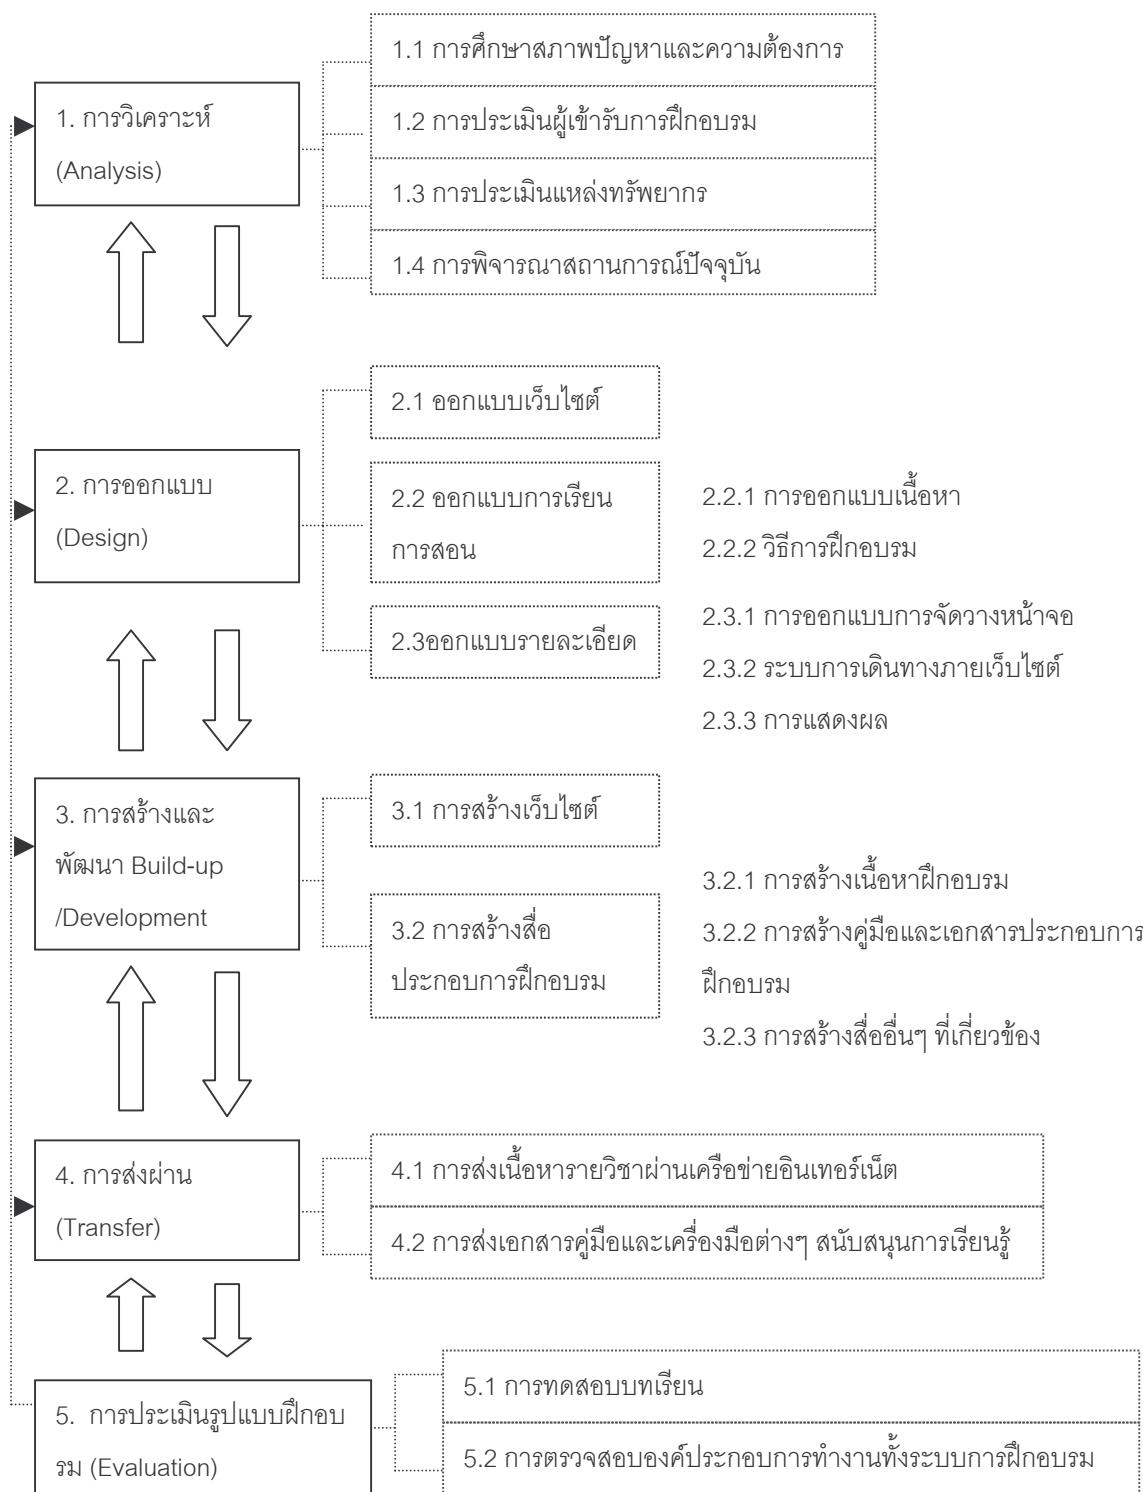 1.1 การศึกษาสภาพปัญหาและความต้องการ
1. การวิเคราะห์
(Analysis)
1.2 การประเมินผู้เข้ารับการฝึกอบรม
1.3 การประเมินแหล่งทรัพยากร
1.4 การพิจารณาสถานการณ์ปัจจุบัน
2. การออกแบบ
(Design)
2.1 ออกแบบเว็บไซต์
2.2 ออกแบบการเรียน
การสอน
2.2.1 การออกแบบเนื้อหา
2.2.2 วิธีการฝึกอบรม
2.3ออกแบบรายละเอียด
2.3.1 การออกแบบการจัดวางหน้าจอ
2.3.2 ระบบการเดินทางภายเว็บไซต์
2.3.3 การแสดงผล
3. การสร้างและ
พัฒนา Build-up
/Development
3.1 การสร้างเว็บไซต์
3.2 การสร้างสื่อ
ประกอบการฝึกอบรม
3.2.1 การสร้างเนื้อหาฝึกอบรม
3.2.2 การสร้างคู่มือและเอกสารประกอบการ
ฝึกอบรม
3.2.3 การสร้างสื่ออื่นๆ ที่เกี่ยวข้อง
4. การส่งผ่าน
(Transfer)
4.1 การส่งเนื้อหารายวิชาผ่านเครือข่ายอินเทอร์เน็ต
4.2 การส่งเอกสารคู่มือและเครื่องมือต่างๆ สนับสนุนการเรียนรู้
5. การประเมินรูปแบบฝึกอบ
รม (Evaluation)
5.1 การทดสอบบทเรียน
5.2 การตรวจสอบองค์ประกอบการทำงานทั้งระบบการฝึกอบรม